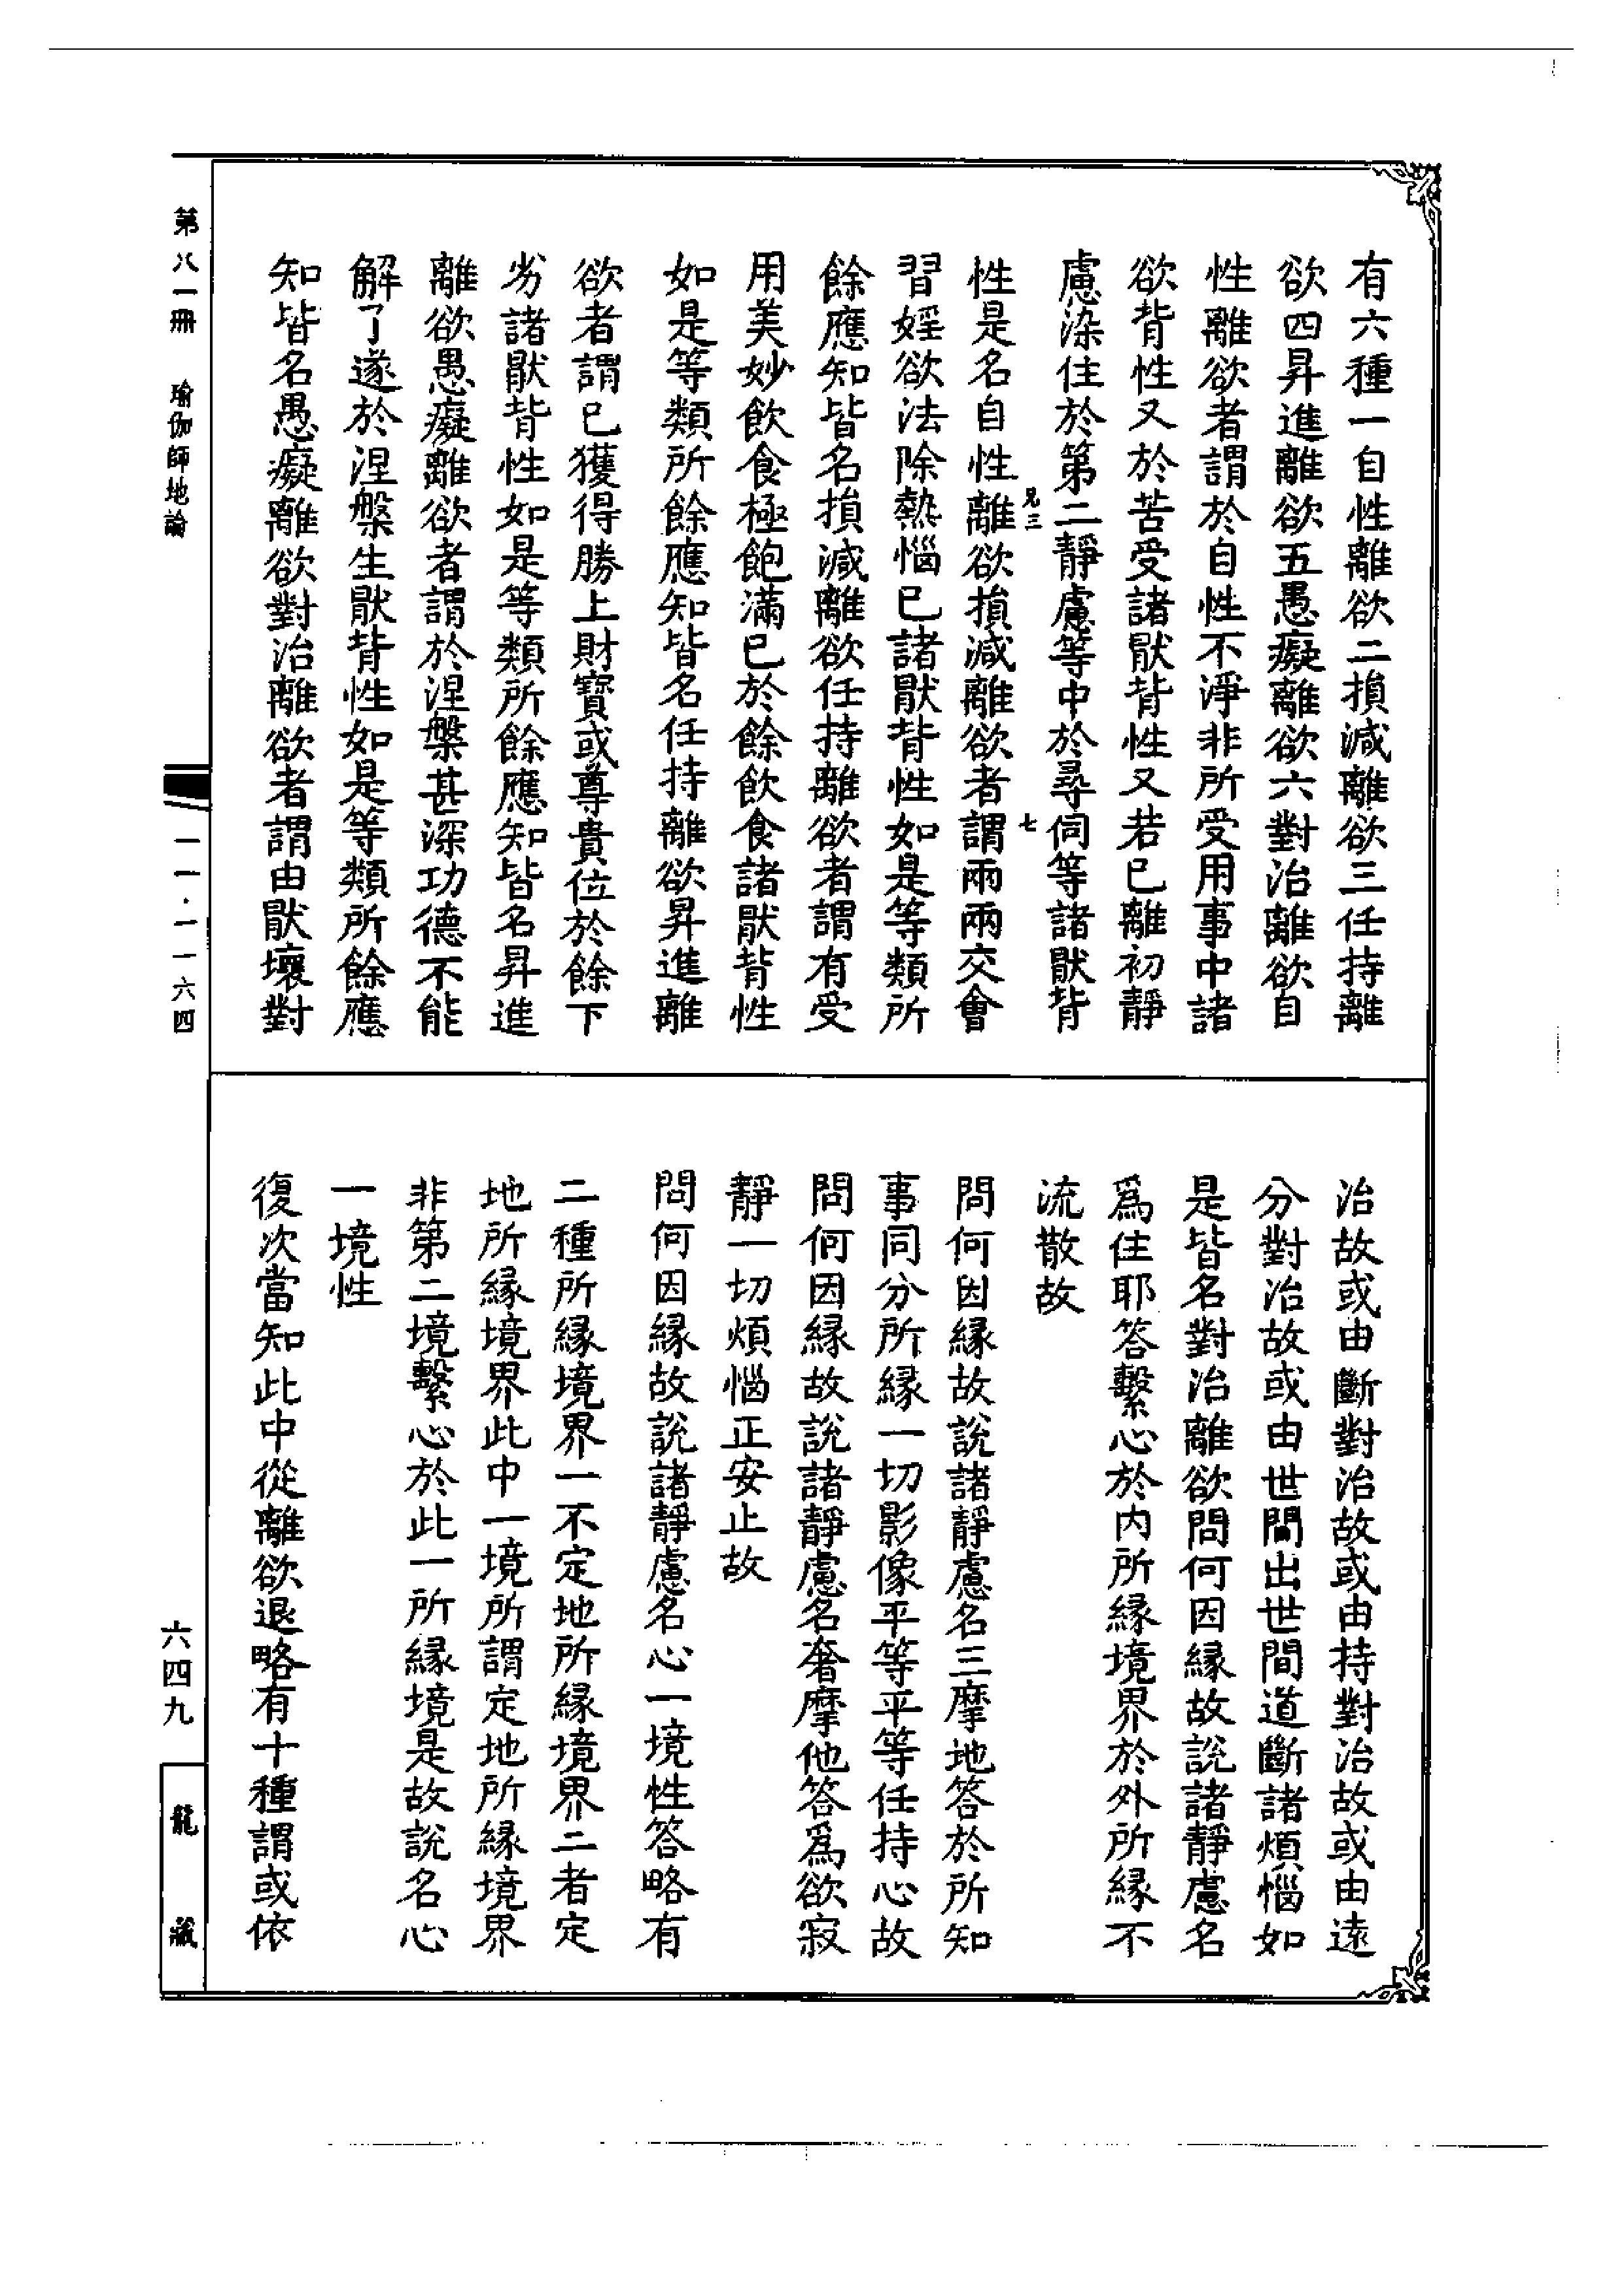 有六種一自性離欲二損減離欲三任持離
欲四昇進離欲五愚癡離欲六對治離欲自
性離欲者謂於自性不淨非所受用事中諸
欲背性又於苦受諸猒背性又若已離初靜
慮染住於第二靜慮等中於尋伺等諸猒背
兄三
七
性是名自性離欲損減離欲者謂兩兩交會
習婬欲法除熱惱已諸猒背性如是等類所
餘應知皆名損減離欲任持離欲者謂有受
用美妙飲食極飽滿已於餘飲食諸猒背性
如是等類所餘應知皆名任持離欲昇進離
欲者謂已獲得勝上財寶或尊貴位於餘下
劣諸猒背性如是等類所餘應知皆名昇進
離欲愚癡離欲者謂於涅槃甚深功德不能
解了遂於涅槃生猒背性如是等類所餘應
知皆名愚癡離欲對治離欲者謂由猒壞對
治故或由斷對治故或由持對治故或由遠
分對治故或由世間出世間道斷諸煩惱如
是皆名對治離欲問何因緣故說諸靜慮名
爲住耶答繫心於内所緣境界於外所緣不
流散故
問何因緣故說諸靜慮名三摩地答於所知
事同分所緣一切影像平等平等任持心故
問何因緣故說諸靜慮名奢摩他答爲欲寂
靜一切煩惱正安止故
問何因緣故說諸靜慮名心一境性答略有
二種所緣境界一不定地所緣境界二者定
地所緣境界此中一境所謂定地所緣境界
非第二境繫心於此一所緣境是故說名心
一境性
復次當知此中從離欲退略有十種謂或依
第八一冊　瑜伽師地論
一一·一一六四
六四九
龍藏